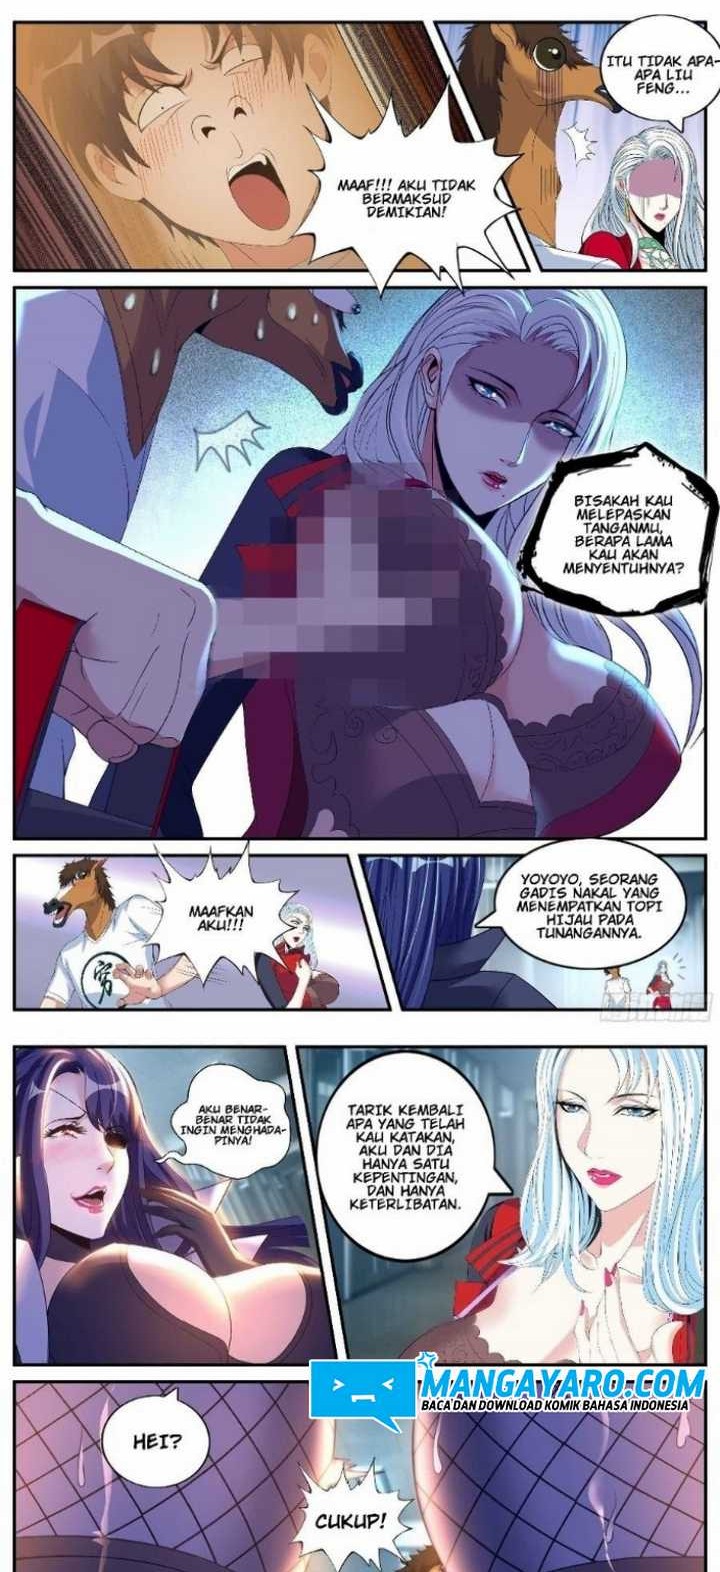 ITU TIDAK APA-
APA LIU
FENG...
MAAF!!! AKU TIDAK
BERMAKSUD
DEMIKIAN!
BISAKAH KAU
MELEPASKAN
TANGANMU,
BERAPA LAMA
KAU AKAN
MENYENTUHNYA?
MAAFKAN
AKU!!!
穷
YOYOYO, SEORANG
GADIS NAKAL YANG
MENEMPATKAN TOPI
HIJAU PADA
TUNANGANNYA.
AKU BENAR-
BENAR TIDAK
INGIN MENGHADA-
PINYA!
TARIK KEMBALI
APA YANG TELAH
KAU KATAKAN,
AKU DAN DIA
HANYA SATU
KEPENTINGAN,
DAN HANYA
KETERLIBATAN.
MANGAYARO.COM
BACA DAN DOWNLOAD KOMIK BAHASA INDONESIA
HEI?
CUKUP!